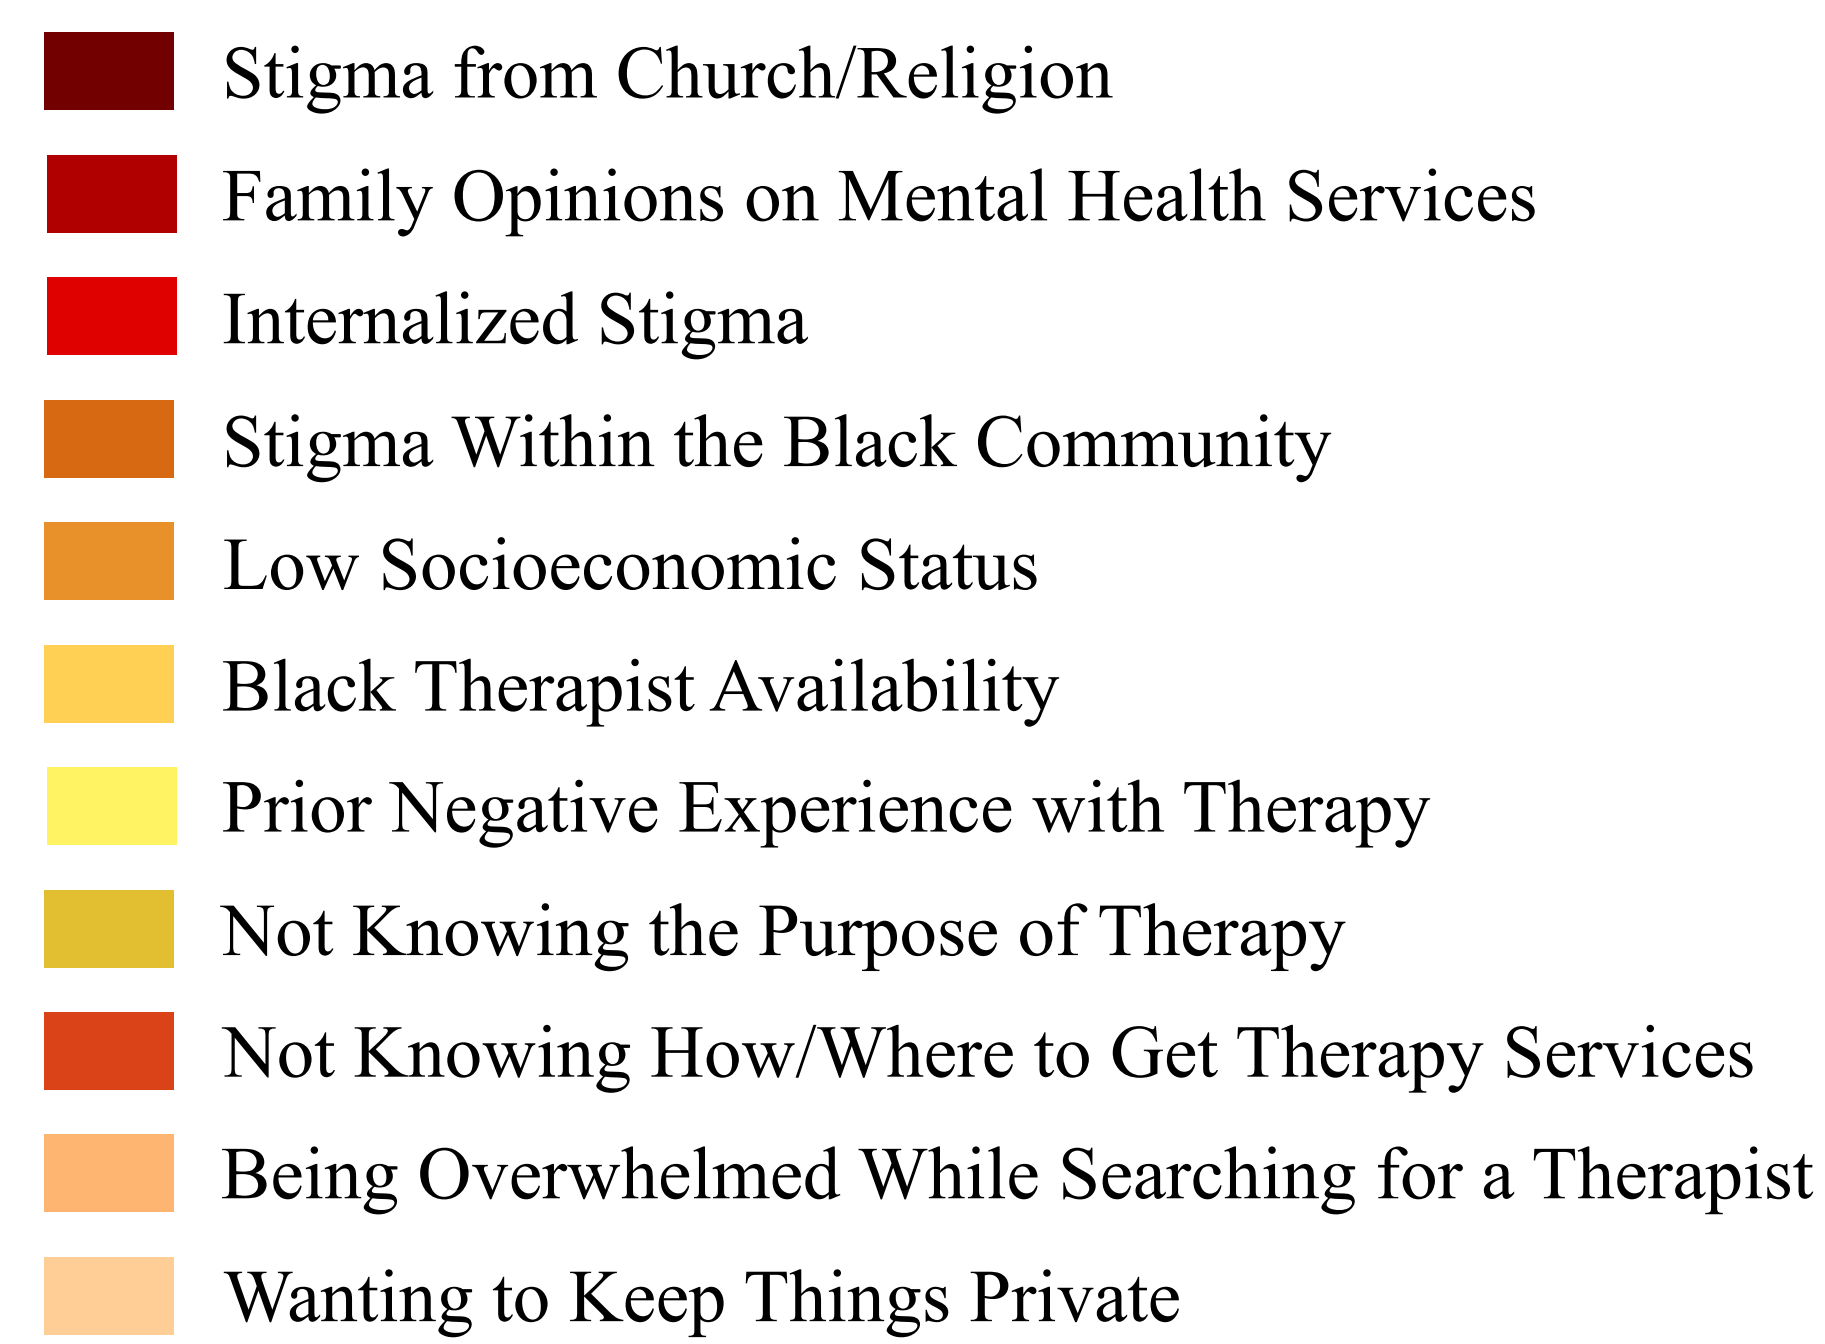 Stigma from Church/Religion
Family Opinions on Mental Health Services
Internalized Stigma
Stigma Within the Black Community
Low Socioeconomic Status
Black Therapist Availability
Prior Negative Experience with Therapy
Not Knowing the Purpose of Therapy
Not Knowing How/Where to Get Therapy Services
Being Overwhelmed While Searching for a Therapist
Wanting to Keep Things Private